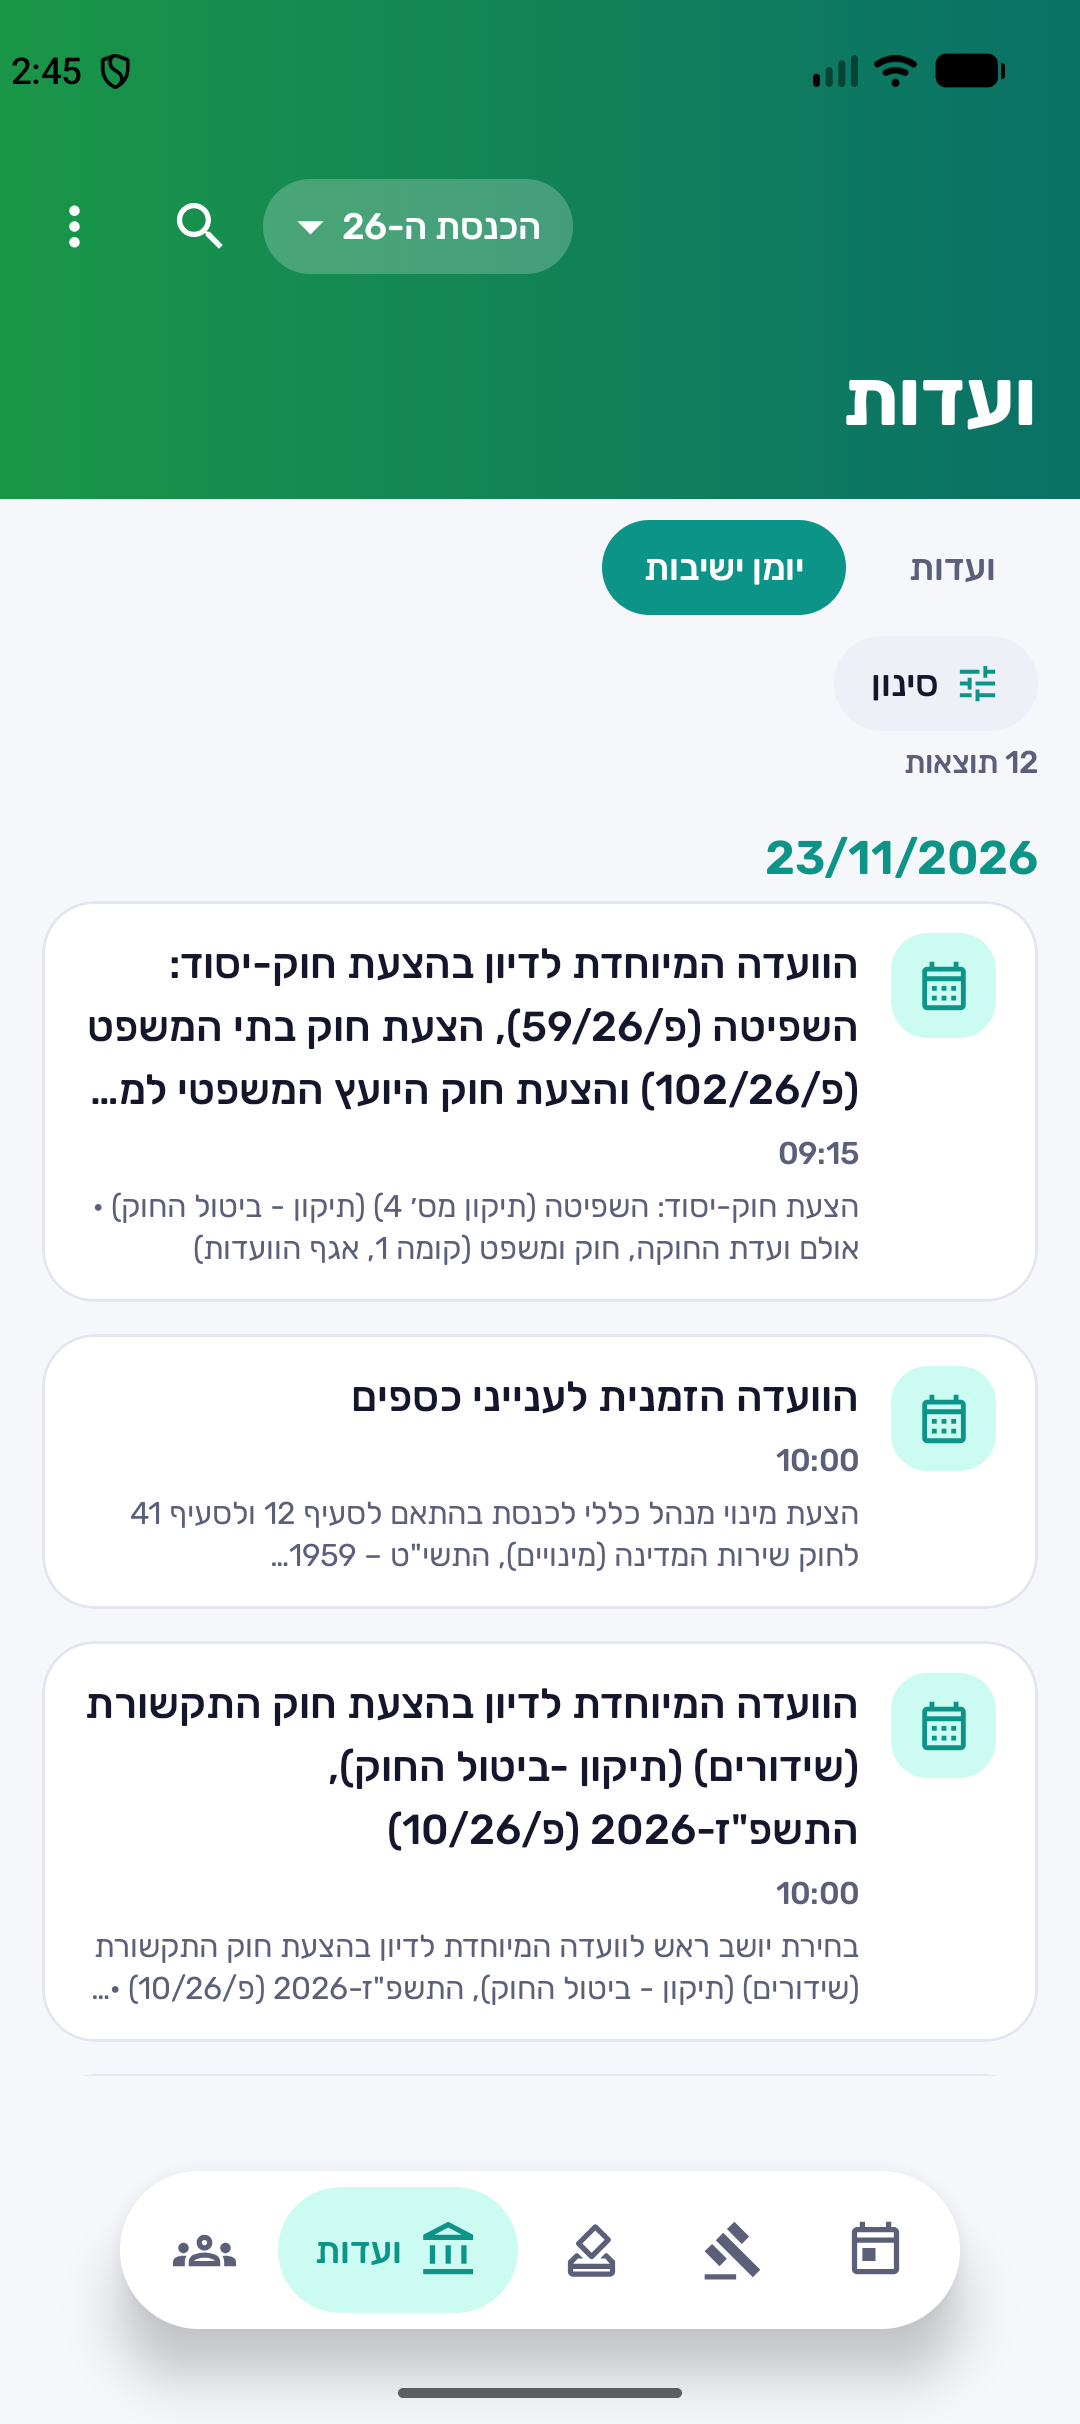 2:45
הכנסת ה-26
ועדות
ועדות
יומן ישיבות
סינון
12 תוצאות
23/11/2026
הוועדה המיוחדת לדיון בהצעת חוק-יסוד:
השפיטה (פ/59/26), הצעת חוק בתי המשפט
(פ/102/26) והצעת חוק היועץ המשפטי למ...
09:15
הצעת חוק-יסוד: השפיטה (תיקון מס׳ 4) (תיקון - ביטול החוק) •
אולם ועדת החוקה, חוק ומשפט (קומה 1, אגף הוועדות)
הוועדה הזמנית לענייני כספים
10:00
הצעת מינוי מנהל כללי לכנסת בהתאם לסעיף 12 ולסעיף 41
לחוק שירות המדינה (מינויים), התשי"ט – 1959...
הוועדה המיוחדת לדיון בהצעת חוק התקשורת
(שידורים) (תיקון -ביטול החוק),
התשפ"ז-2026 (פ/10/26)
10:00
בחירת יושב ראש לוועדה המיוחדת לדיון בהצעת חוק התקשורת
(שידורים) (תיקון - ביטול החוק), התשפ"ז-2026 (פ/10/26) •...
ועדות